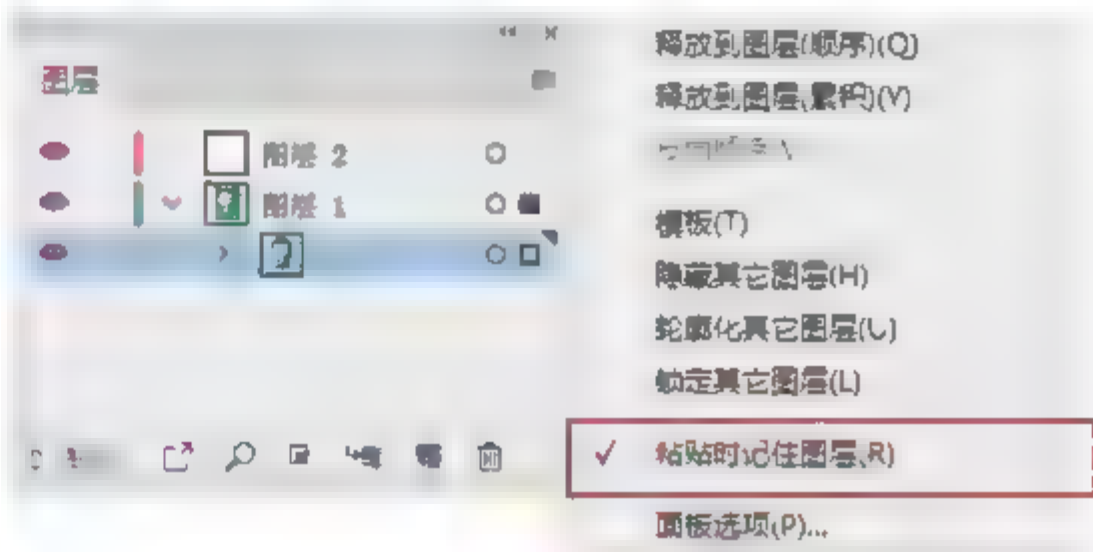 图层
图层 2
图层 1
释放到图层(顺序)(Q)
释放到图层(累积)(V)
模板(T)
隐藏其它图层(H)
轮廓化其它图层(U)
锁定其它图层(L)
粘贴时记住图层(R)
面板选项(P)...